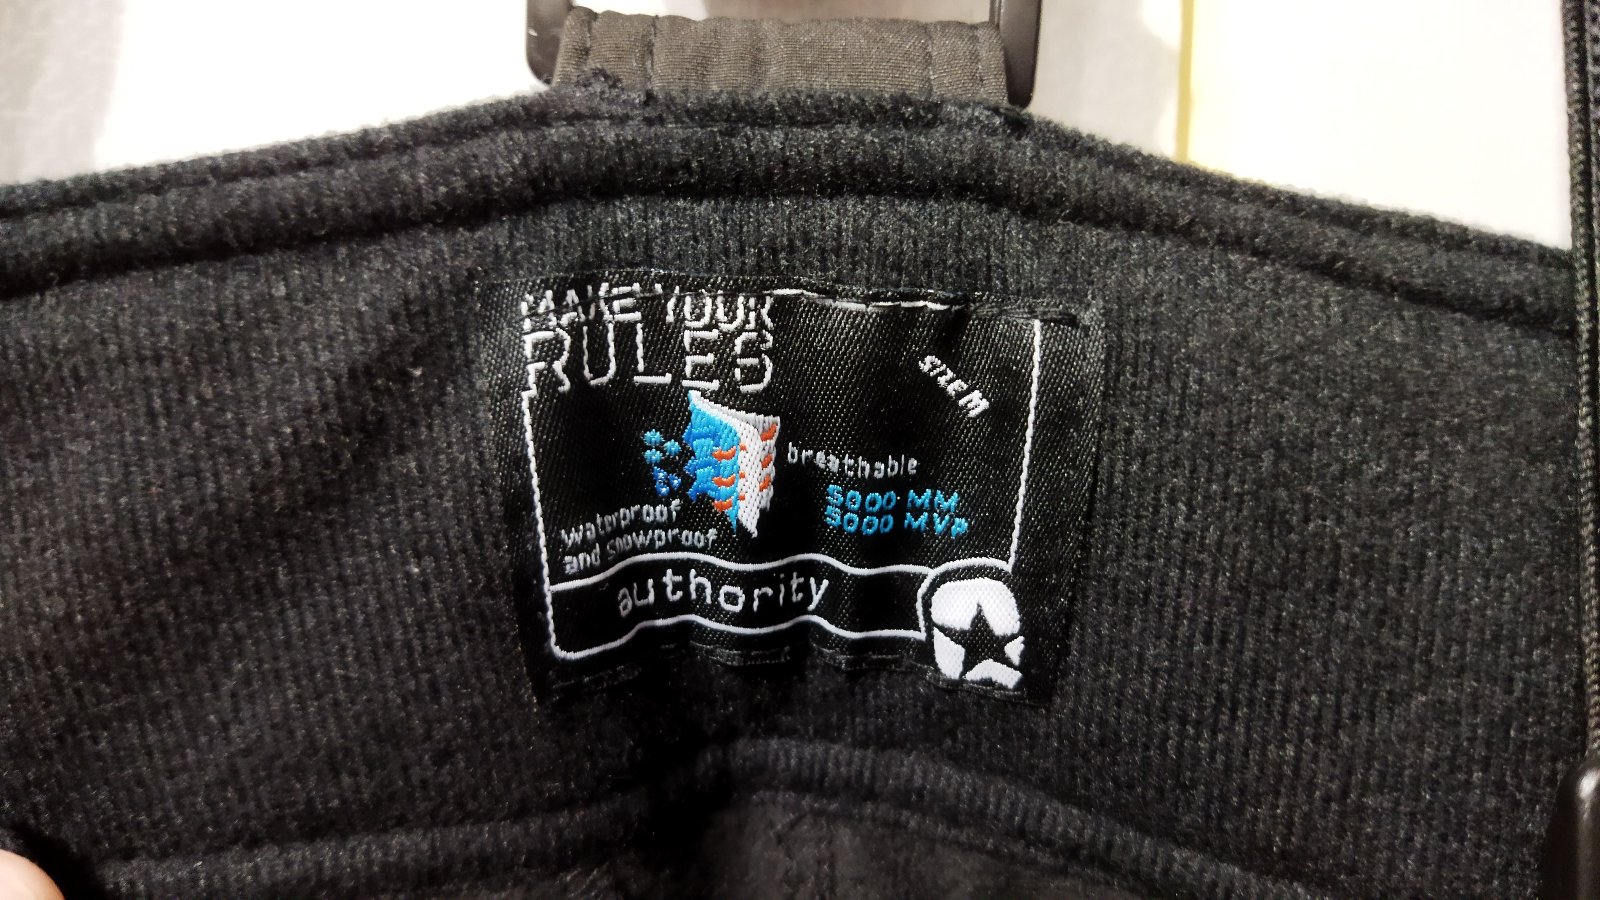 MAKE YOUR
RULES
SIZE M
breathable
5000 MM
5000 MVp
Waterproof
and snowproof
authority